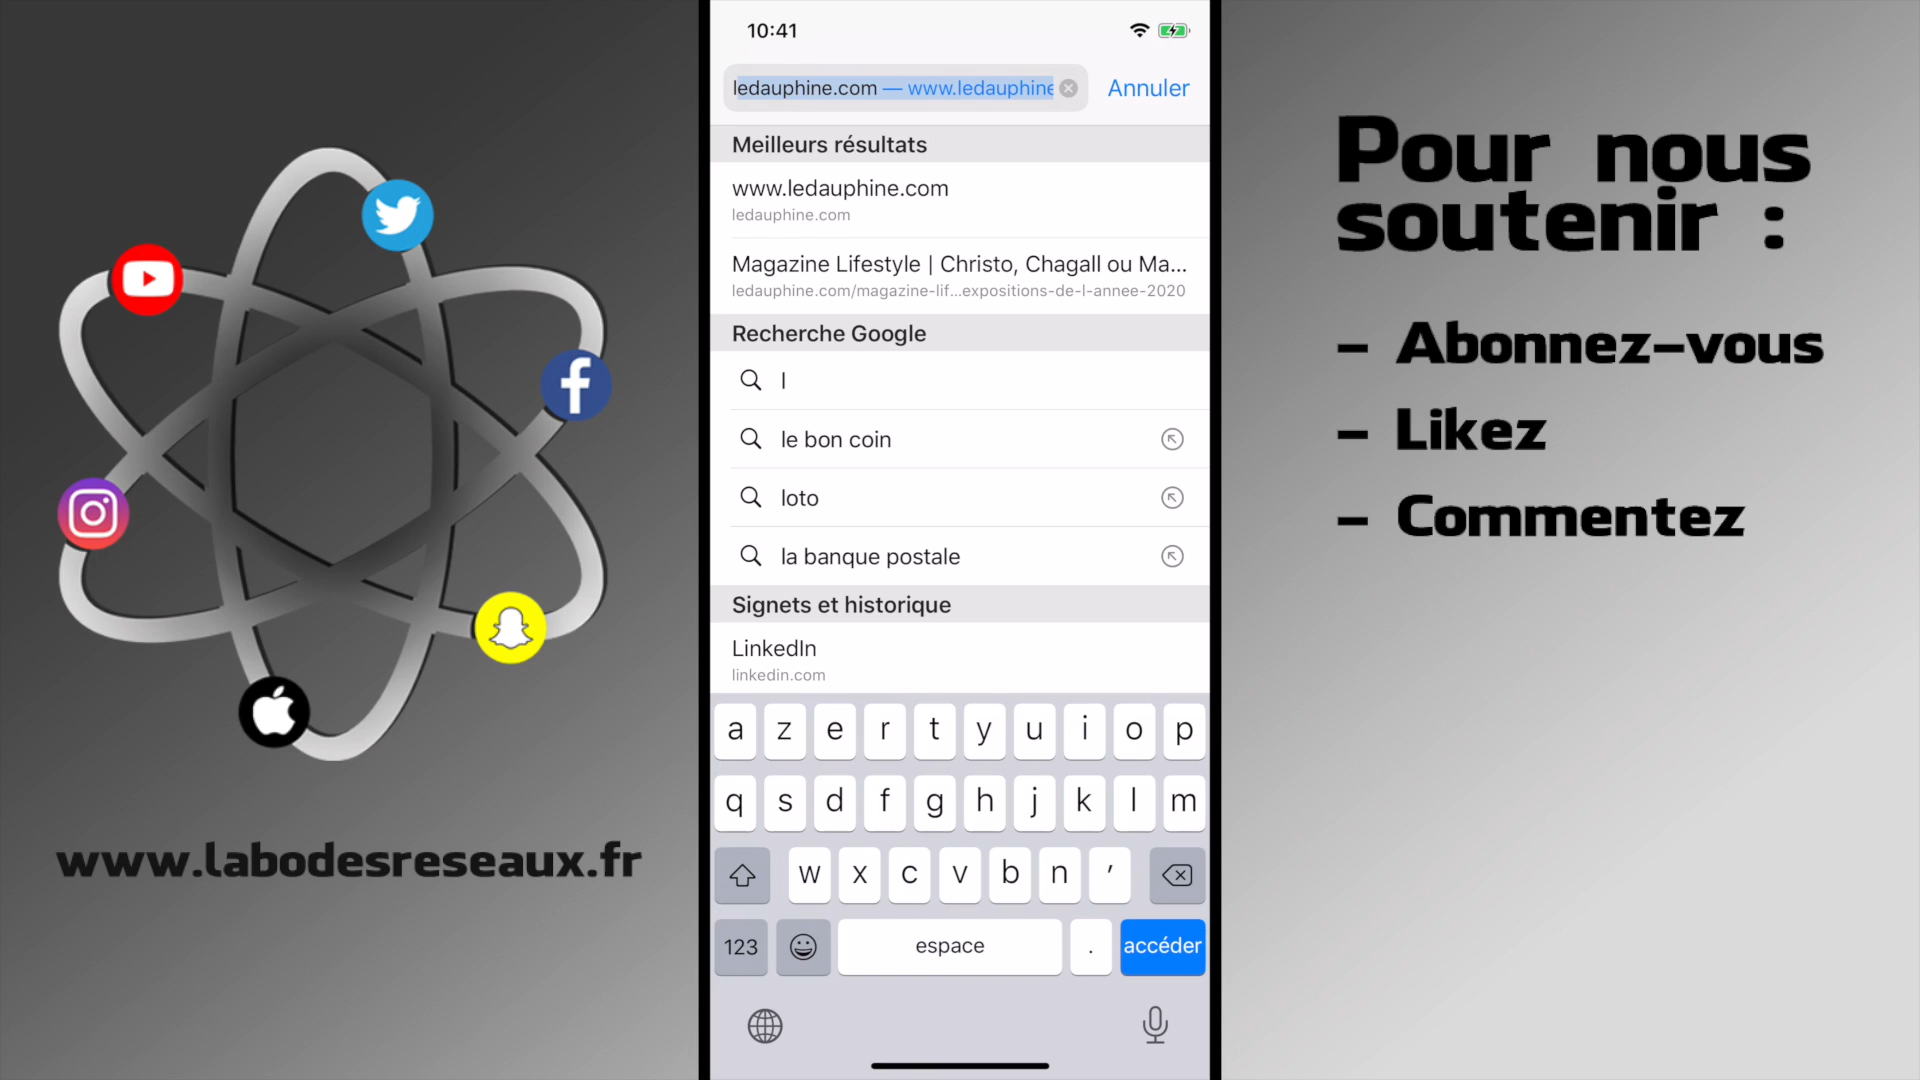 www.labodesreseaux.fr
10:41
ledauphine.com — www.ledauphine
Annuler
Meilleurs résultats
www.ledauphine.com
ledauphine.com
Magazine Lifestyle | Christo, Chagall ou Ma...
ledauphine.com/magazine-lif...expositions-de-l-annee-2020
Recherche Google
l
le bon coin
loto
la banque postale
Signets et historique
LinkedIn
linkedin.com
a z e r t y u i o p
q s d f g h j k l m
w x c v b n ’
123 espace . accéder
Pour nous
soutenir :
- Abonnez-vous
- Likez
- Commentez